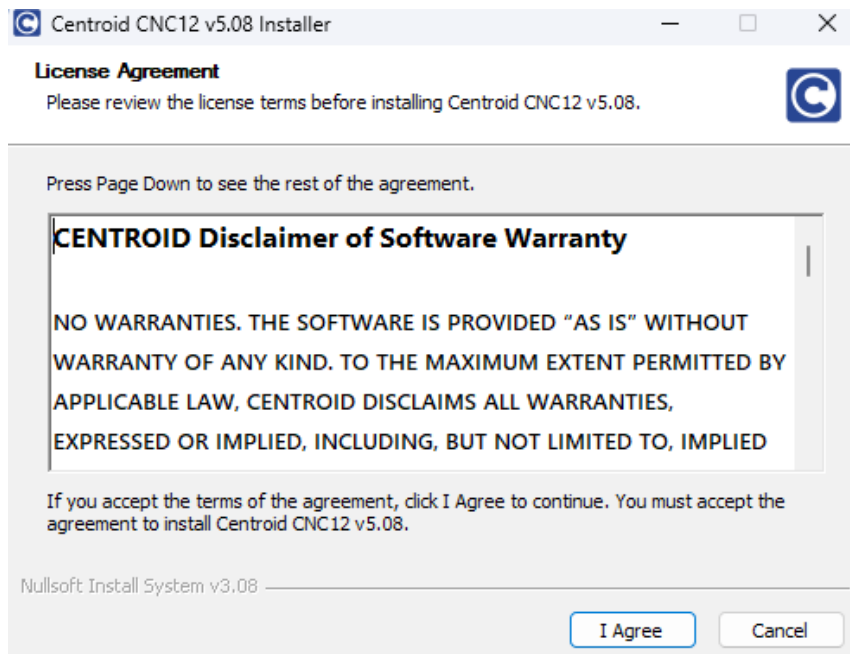 Centroid CNC12 v5.08 Installer
License Agreement
Please review the license terms before installing Centroid CNC12 v5.08.
Press Page Down to see the rest of the agreement.
CENTROID Disclaimer of Software Warranty
NO WARRANTIES. THE SOFTWARE IS PROVIDED “AS IS” WITHOUT
WARRANTY OF ANY KIND. TO THE MAXIMUM EXTENT PERMITTED BY
APPLICABLE LAW, CENTROID DISCLAIMS ALL WARRANTIES,
EXPRESSED OR IMPLIED, INCLUDING, BUT NOT LIMITED TO, IMPLIED
If you accept the terms of the agreement, click I Agree to continue. You must accept the
agreement to install Centroid CNC12 v5.08.
Nullsoft Install System v3.08
I Agree
Cancel